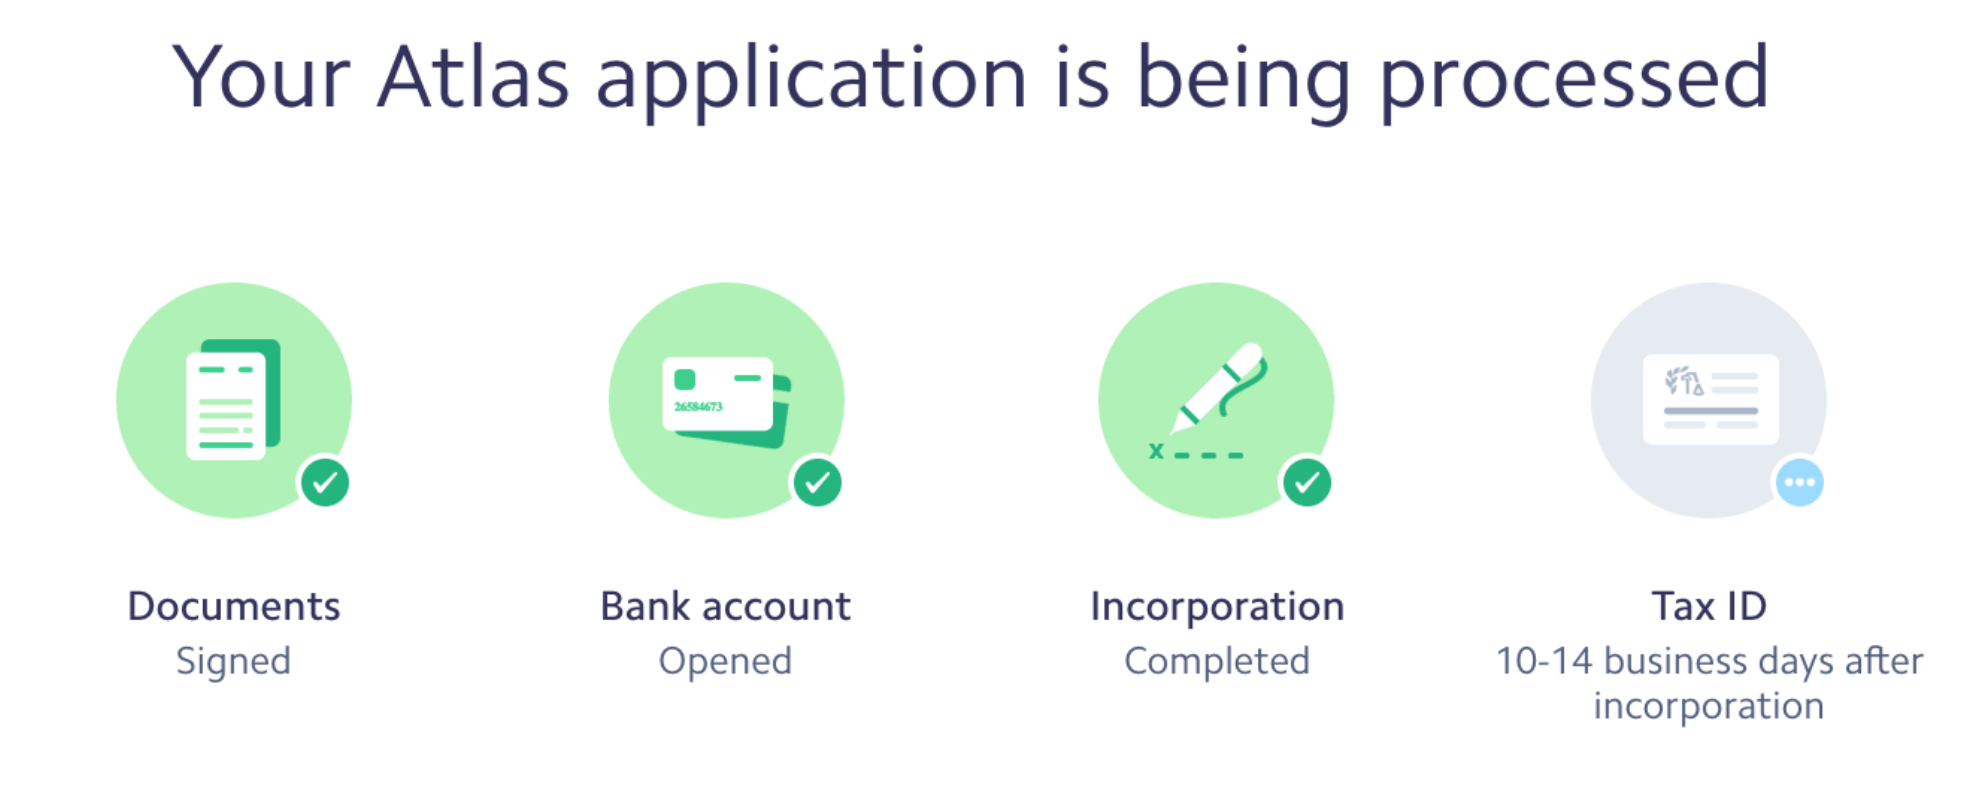 Your Atlas application is being processed
26584673
x
Documents
Signed
Bank account
Opened
Incorporation
Completed
Tax ID
10-14 business days after
incorporation